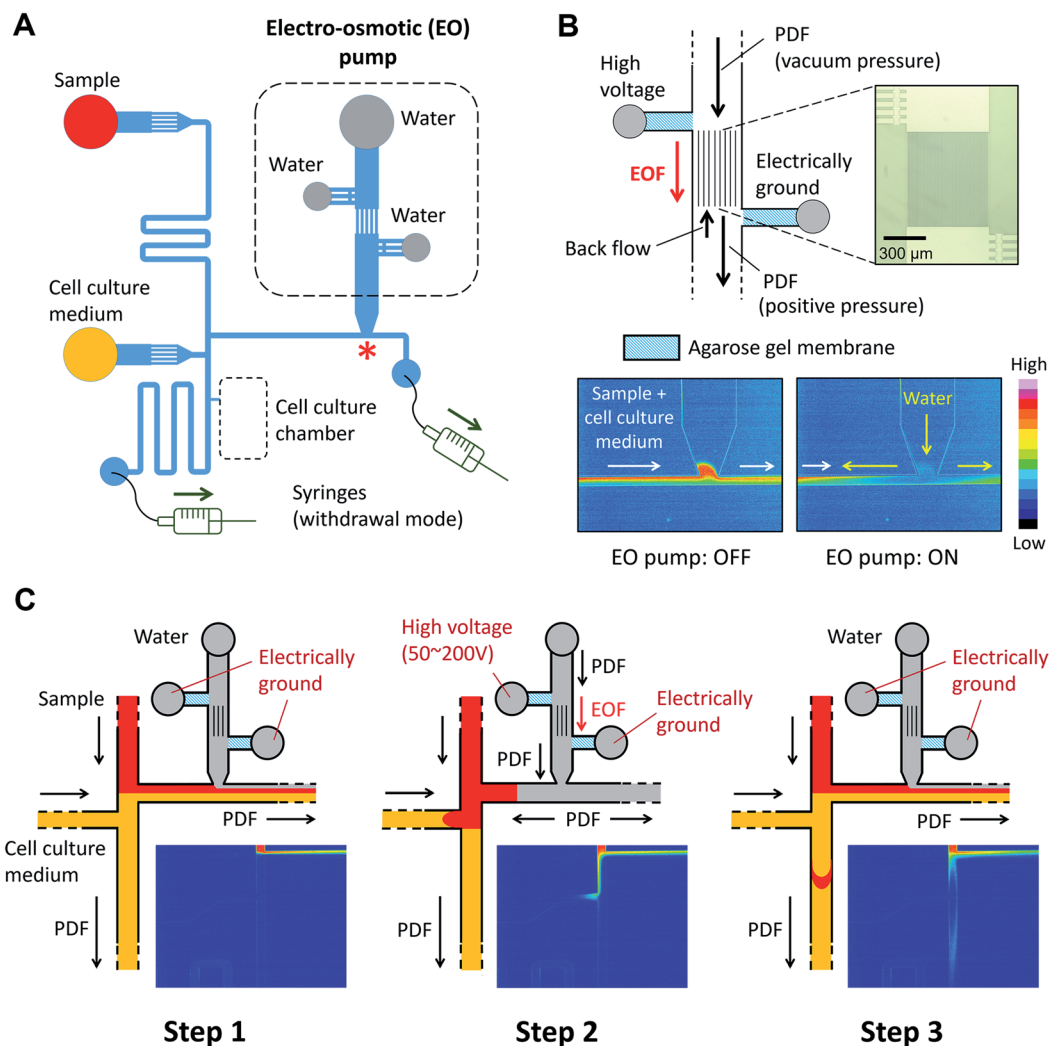 A
Electro-osmotic (EO)
pump
Sample
Water
Water
Water
Cell culture
medium
*
Cell culture
chamber
Syringes
(withdrawal mode)
B
PDF
(vacuum pressure)
High
voltage
EOF
Electrically
ground
Back flow
300 µm
PDF
(positive pressure)
Agarose gel membrane
High
Sample +
cell culture
medium
Water
Low
EO pump: OFF
EO pump: ON
C
Water
Electrically
ground
Sample
PDF
Cell culture
medium
PDF
Step 1
High voltage
(50~200V)
PDF
EOF
Electrically
ground
PDF
PDF
PDF
Step 2
Water
Electrically
ground
PDF
PDF
Step 3